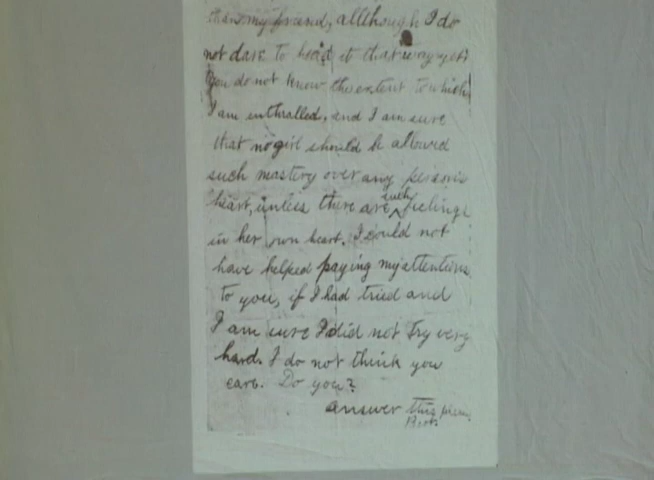 than my friend, allthough I do
not dare to head it that way yet.
You do not know the extent to which
I am enthralled, and I am sure
that no girl should be allowed
such mastery over any person's
heart, unless there are such feelings
in her own heart. I could not
have helped paying my attentions
to you, if I had tried and
I am sure I did not try very
hard. I do not think you
care. Do you?
answer this please